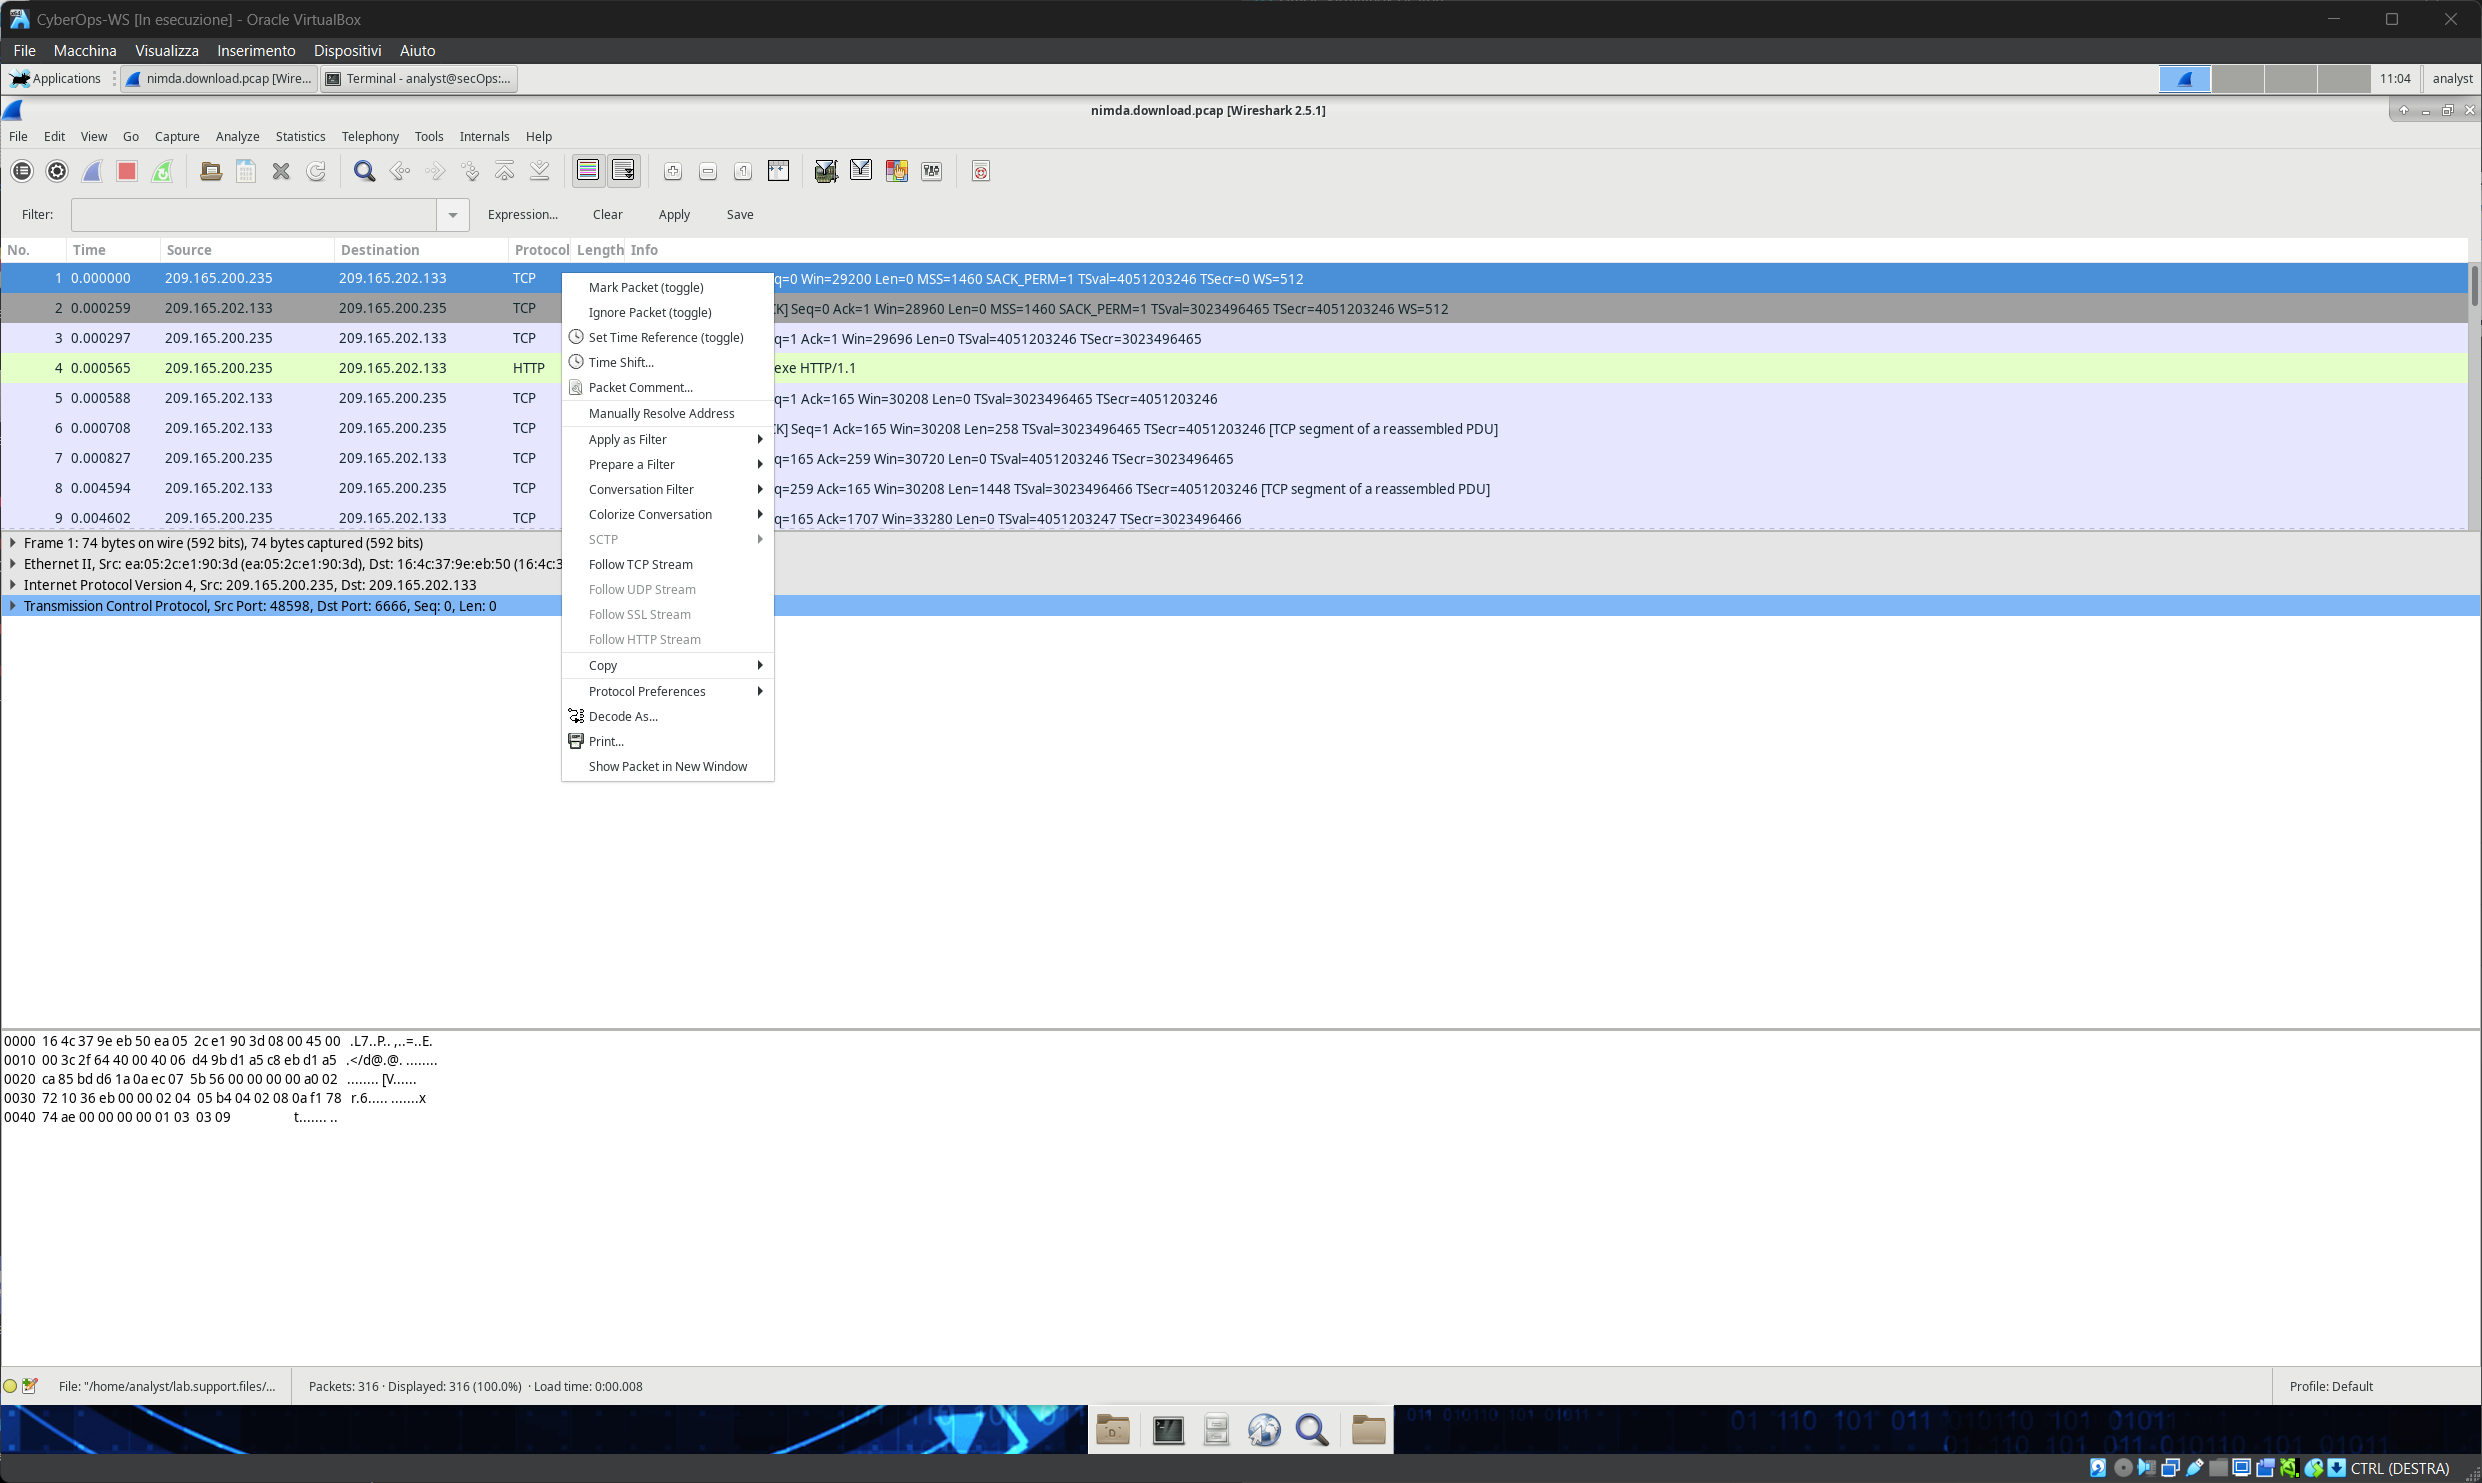 CyberOps-WS [In esecuzione] - Oracle VirtualBox
File Macchina Visualizza Inserimento Dispositivi Aiuto
Applications nimda.download.pcap [Wire... Terminal - analyst@secOps:... 11:04 analyst
nimda.download.pcap [Wireshark 2.5.1]
File Edit View Go Capture Analyze Statistics Telephony Tools Internals Help
Filter: Expression... Clear Apply Save
No. Time Source Destination Protocol Length Info
1 0.000000 209.165.200.235 209.165.202.133 TCP q=0 Win=29200 Len=0 MSS=1460 SACK_PERM=1 TSval=4051203246 TSecr=0 WS=512
2 0.000259 209.165.202.133 209.165.200.235 TCP K] Seq=0 Ack=1 Win=28960 Len=0 MSS=1460 SACK_PERM=1 TSval=3023496465 TSecr=4051203246 WS=512
3 0.000297 209.165.200.235 209.165.202.133 TCP q=1 Ack=1 Win=29696 Len=0 TSval=4051203246 TSecr=3023496465
4 0.000565 209.165.200.235 209.165.202.133 HTTP exe HTTP/1.1
5 0.000588 209.165.202.133 209.165.200.235 TCP q=1 Ack=165 Win=30208 Len=0 TSval=3023496465 TSecr=4051203246
6 0.000708 209.165.202.133 209.165.200.235 TCP K] Seq=1 Ack=165 Win=30208 Len=258 TSval=3023496465 TSecr=4051203246 [TCP segment of a reassembled PDU]
7 0.000827 209.165.200.235 209.165.202.133 TCP q=165 Ack=259 Win=30720 Len=0 TSval=4051203246 TSecr=3023496465
8 0.004594 209.165.202.133 209.165.200.235 TCP q=259 Ack=165 Win=30208 Len=1448 TSval=3023496466 TSecr=4051203246 [TCP segment of a reassembled PDU]
9 0.004602 209.165.200.235 209.165.202.133 TCP q=165 Ack=1707 Win=33280 Len=0 TSval=4051203247 TSecr=3023496466
Mark Packet (toggle)
Ignore Packet (toggle)
Set Time Reference (toggle)
Time Shift...
Packet Comment...
Manually Resolve Address
Apply as Filter
Prepare a Filter
Conversation Filter
Colorize Conversation
SCTP
Follow TCP Stream
Follow UDP Stream
Follow SSL Stream
Follow HTTP Stream
Copy
Protocol Preferences
Decode As...
Print...
Show Packet in New Window
Frame 1: 74 bytes on wire (592 bits), 74 bytes captured (592 bits)
Ethernet II, Src: ea:05:2c:e1:90:3d (ea:05:2c:e1:90:3d), Dst: 16:4c:37:9e:eb:50 (16:4c:3
Internet Protocol Version 4, Src: 209.165.200.235, Dst: 209.165.202.133
Transmission Control Protocol, Src Port: 48598, Dst Port: 6666, Seq: 0, Len: 0
0000 16 4c 37 9e eb 50 ea 05 2c e1 90 3d 08 00 45 00 .L7..P.. ,..=..E.
0010 00 3c 2f 64 40 00 40 06 d4 9b d1 a5 c8 eb d1 a5 .</d@.@. ........
0020 ca 85 bd d6 1a 0a ec 07 5b 56 00 00 00 00 a0 02 ........ [V......
0030 72 10 36 eb 00 00 02 04 05 b4 04 02 08 0a f1 78 r.6..... .......x
0040 74 ae 00 00 00 00 01 03 03 09 t....... ..
File: "/home/analyst/lab.support.files/... Packets: 316 · Displayed: 316 (100.0%) · Load time: 0:00.008 Profile: Default
CTRL (DESTRA)